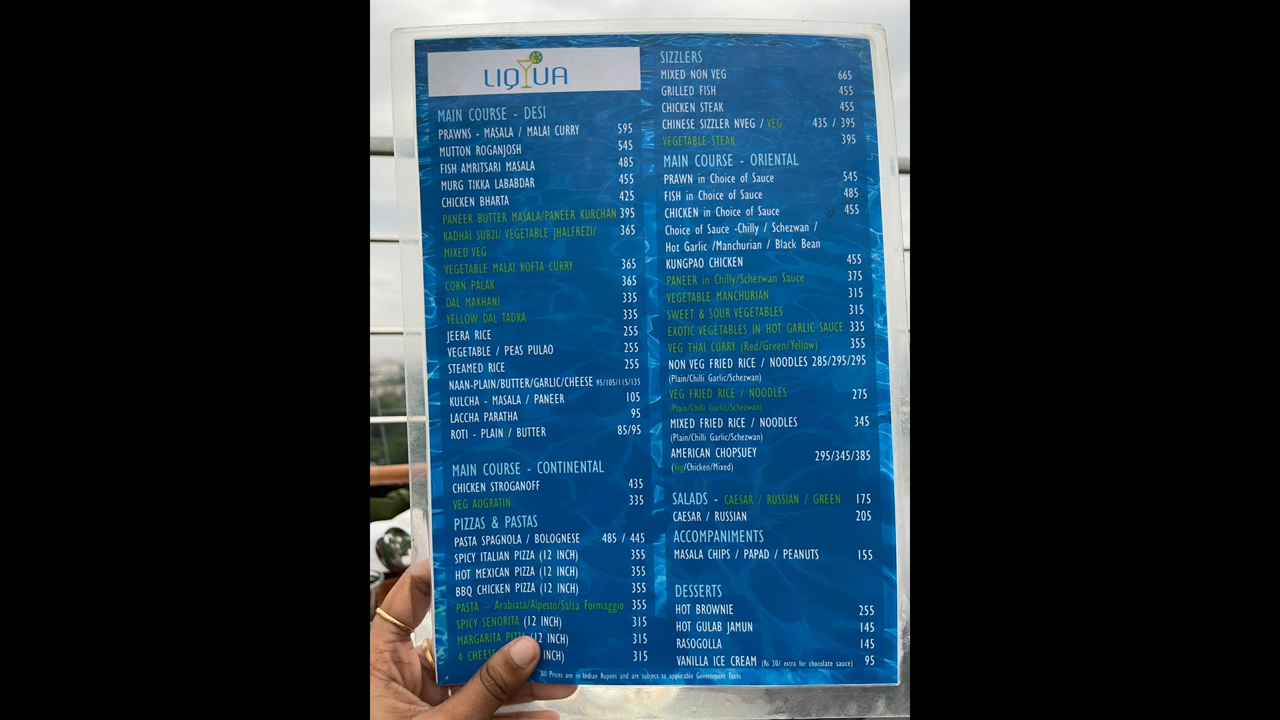 LIQUA
MAIN COURSE - DESI
PRAWNS - MASALA / MALAI CURRY 595
MUTTON ROGANJOSH 545
FISH AMRITSARI MASALA 485
MURG TIKKA LABABDAR 455
CHICKEN BHARTA 425
PANEER BUTTER MASALA/PANEER KURCHAN 395
KADHAI SUBZI/ VEGETABLE JHALFREZI/ 365
MIXED VEG
VEGETABLE MALAI KOFTA CURRY 365
CORN PALAK 365
DAL MAKHANI 335
YELLOW DAL TADKA 335
JEERA RICE 255
VEGETABLE / PEAS PULAO 255
STEAMED RICE 255
NAAN-PLAIN/BUTTER/GARLIC/CHEESE 95/105/115/135
KULCHA - MASALA / PANEER 105
LACCHA PARATHA 95
ROTI - PLAIN / BUTTER 85/95
MAIN COURSE - CONTINENTAL
CHICKEN STROGANOFF 435
VEG AUGRATIN 335
PIZZAS & PASTAS
PASTA SPAGNOLA / BOLOGNESE 485 / 445
SPICY ITALIAN PIZZA (12 INCH) 355
HOT MEXICAN PIZZA (12 INCH) 355
BBQ CHICKEN PIZZA (12 INCH) 355
PASTA - Arabiata/Alpesto/Salsa Formaggio 355
SPICY SENORITA (12 INCH) 315
MARGARITA PIZZ (12 INCH) 315
4 CHEESE INCH) 315
SIZZLERS
MIXED NON VEG 665
GRILLED FISH 455
CHICKEN STEAK 455
CHINESE SIZZLER NVEG / VEG 435 / 395
VEGETABLE STEAK 395
MAIN COURSE - ORIENTAL
PRAWN in Choice of Sauce 545
FISH in Choice of Sauce 485
CHICKEN in Choice of Sauce 455
Choice of Sauce -Chilly / Schezwan /
Hot Garlic /Manchurian / Black Bean
KUNGPAO CHICKEN 455
PANEER in Chilly/Schezwan Sauce 375
VEGETABLE MANCHURIAN 315
SWEET & SOUR VEGETABLES 315
EXOTIC VEGETABLES IN HOT GARLIC SAUCE 335
VEG THAI CURRY (Red/Green/Yellow) 355
NON VEG FRIED RICE / NOODLES 285/295/295
(Plain/Chilli Garlic/Schezwan)
VEG FRIED RICE / NOODLES 275
(Plain/Chilli Garlic/Schezwan)
MIXED FRIED RICE / NOODLES 345
(Plain/Chilli Garlic/Schezwan)
AMERICAN CHOPSUEY 295/345/385
(Veg/Chicken/Mixed)
SALADS - CAESAR / RUSSIAN / GREEN 175
CAESAR / RUSSIAN 205
ACCOMPANIMENTS
MASALA CHIPS / PAPAD / PEANUTS 155
DESSERTS
HOT BROWNIE 255
HOT GULAB JAMUN 145
RASOGOLLA 145
VANILLA ICE CREAM (Rs 30/ extra for chocolate sauce) 95
*All Prices are in Indian Rupees and are subject to applicable Government Taxes